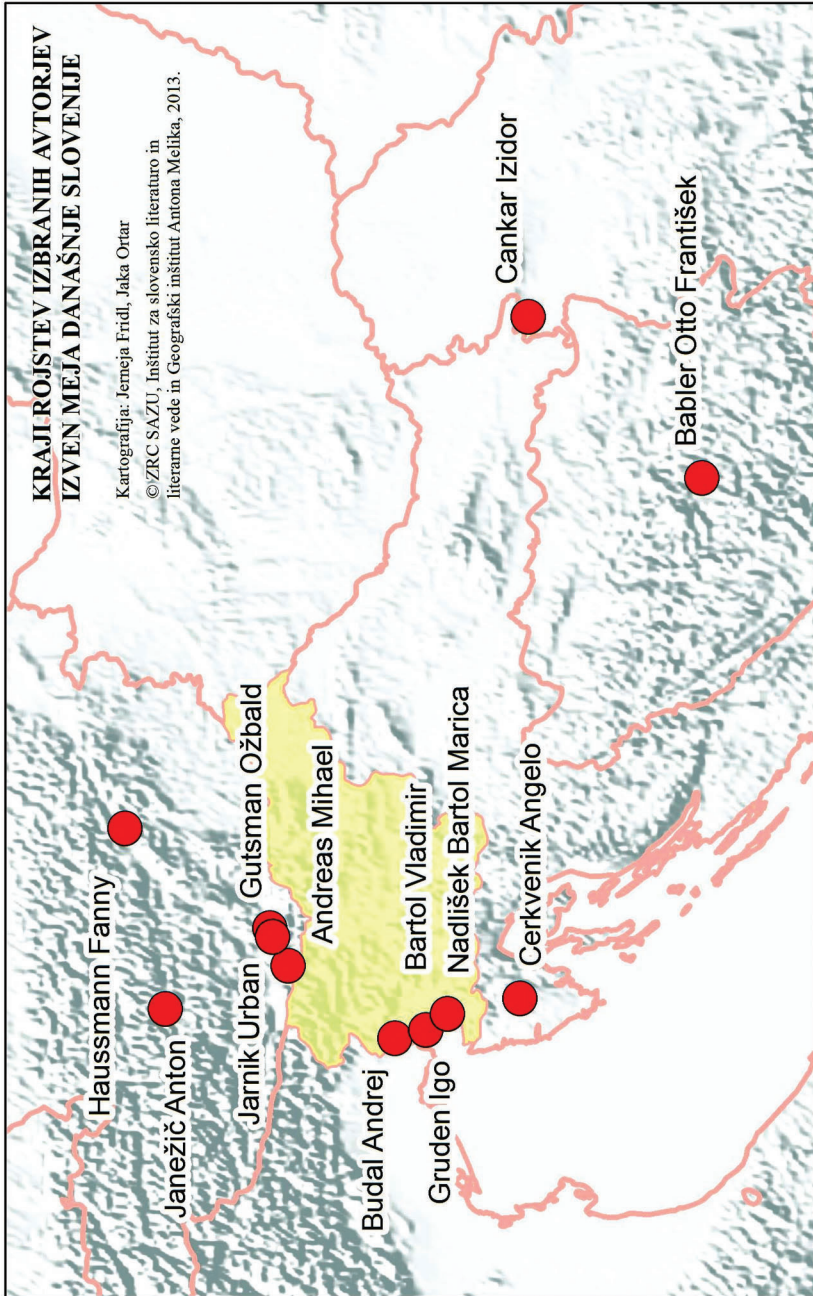 KRAJI ROJSTEV IZBRANIH AVTORJEV
IZVEN MEJA DANAŠNJE SLOVENIJE
Kartografija: Jerneja Fridl, Jaka Ortar
© ZRC SAZU, Inštitut za slovensko literaturo in
literarne vede in Geografski inštitut Antona Melika, 2013.
Haussmann Fanny
Janežič Anton
Jarnik Urban
Gutsman Ožbald
Andreas Mihael
Budal Andrej
Gruden Igo
Bartol Vladimir
Nadlišek Bartol Marica
Cerkvenik Angelo
Cankar Izidor
Babler Otto František